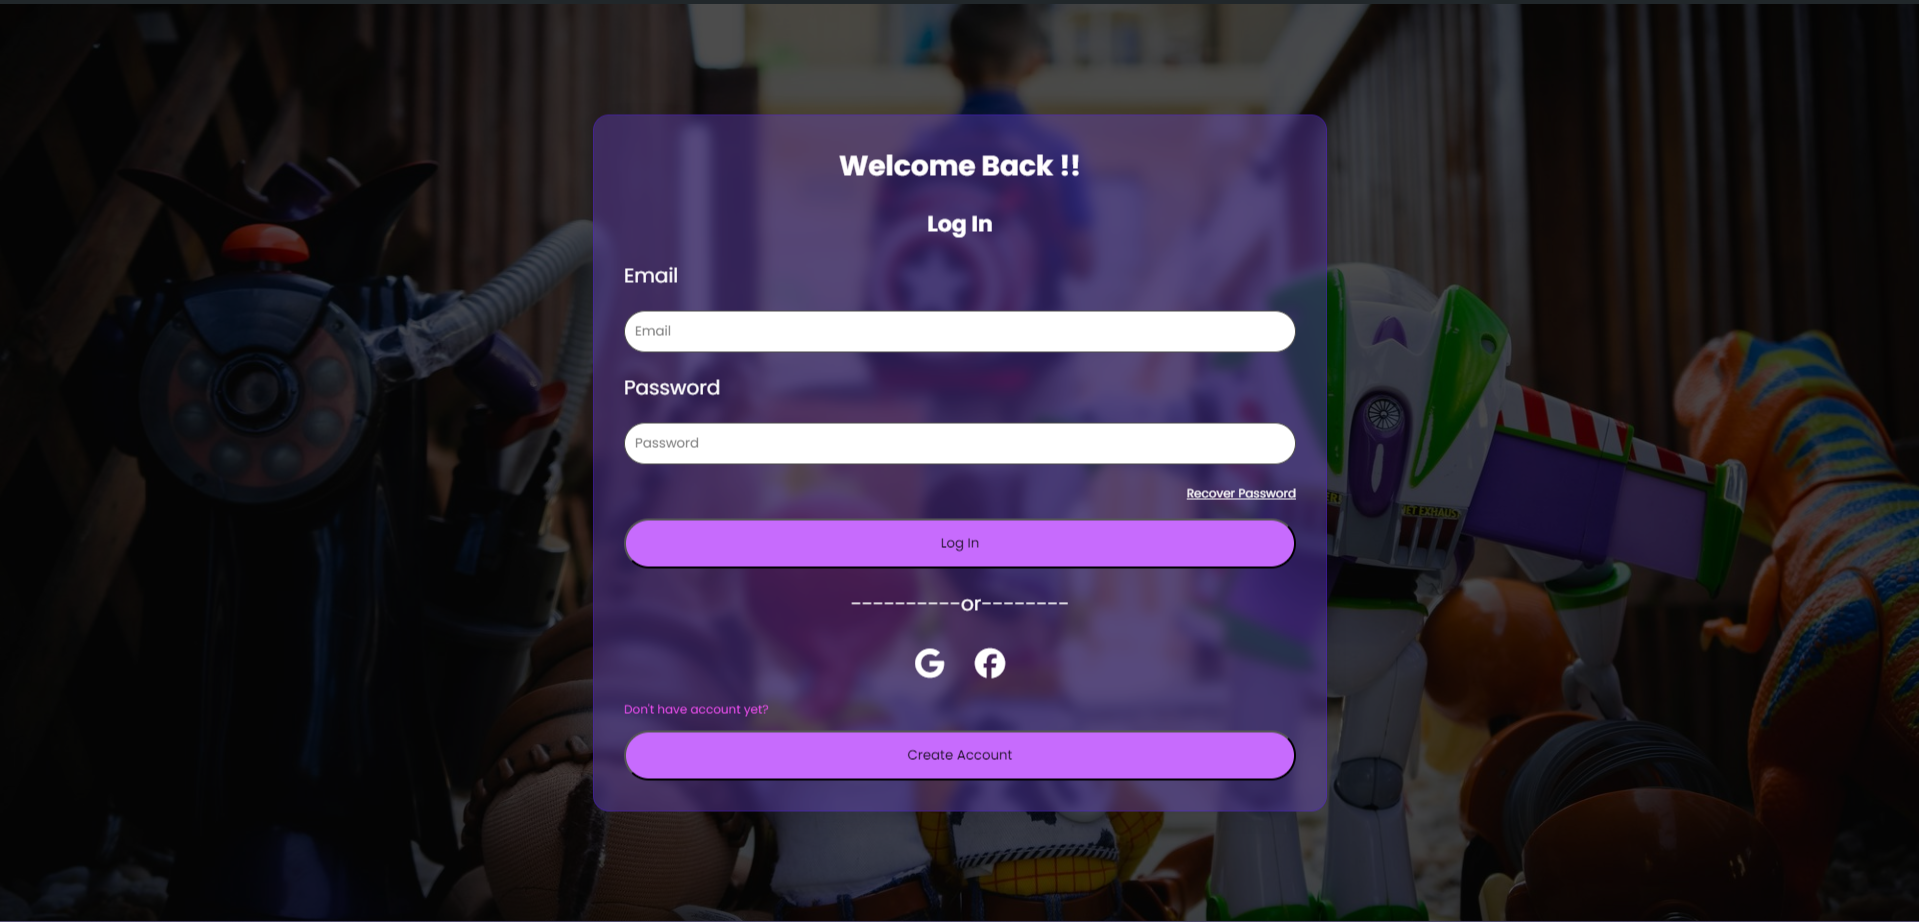 Welcome Back !!
Log In
Email
Email
Password
Password
Recover Password
Log In
----------or--------
Don't have account yet?
Create Account